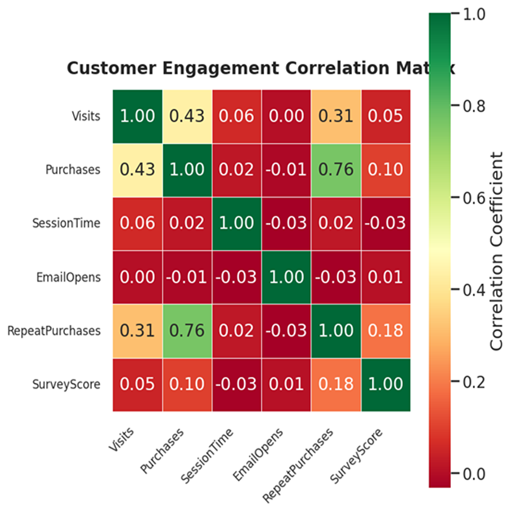 Customer Engagement Correlation Matrix
Visits 1.00 0.43 0.06 0.00 0.31 0.05
Purchases 0.43 1.00 0.02 -0.01 0.76 0.10
SessionTime 0.06 0.02 1.00 -0.03 0.02 -0.03
EmailOpens 0.00 -0.01 -0.03 1.00 -0.03 0.01
RepeatPurchases 0.31 0.76 0.02 -0.03 1.00 0.18
SurveyScore 0.05 0.10 -0.03 0.01 0.18 1.00
Visits Purchases SessionTime EmailOpens RepeatPurchases SurveyScore
1.0
0.8
0.6
0.4
0.2
0.0
Correlation Coefficient